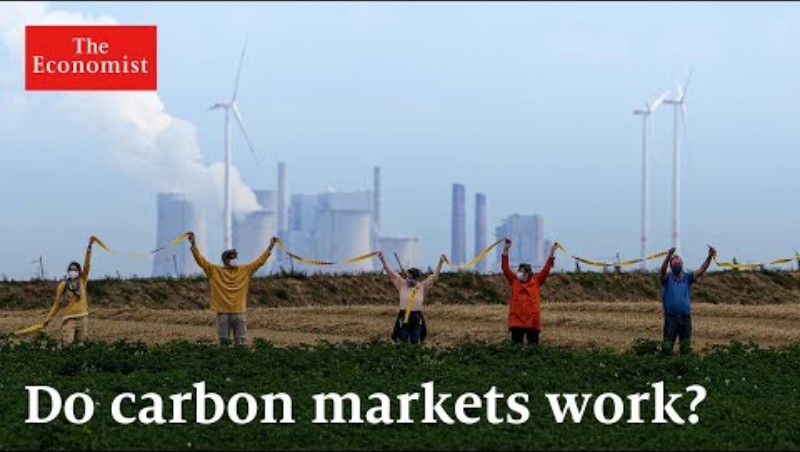 The
Economist
Do carbon markets work?